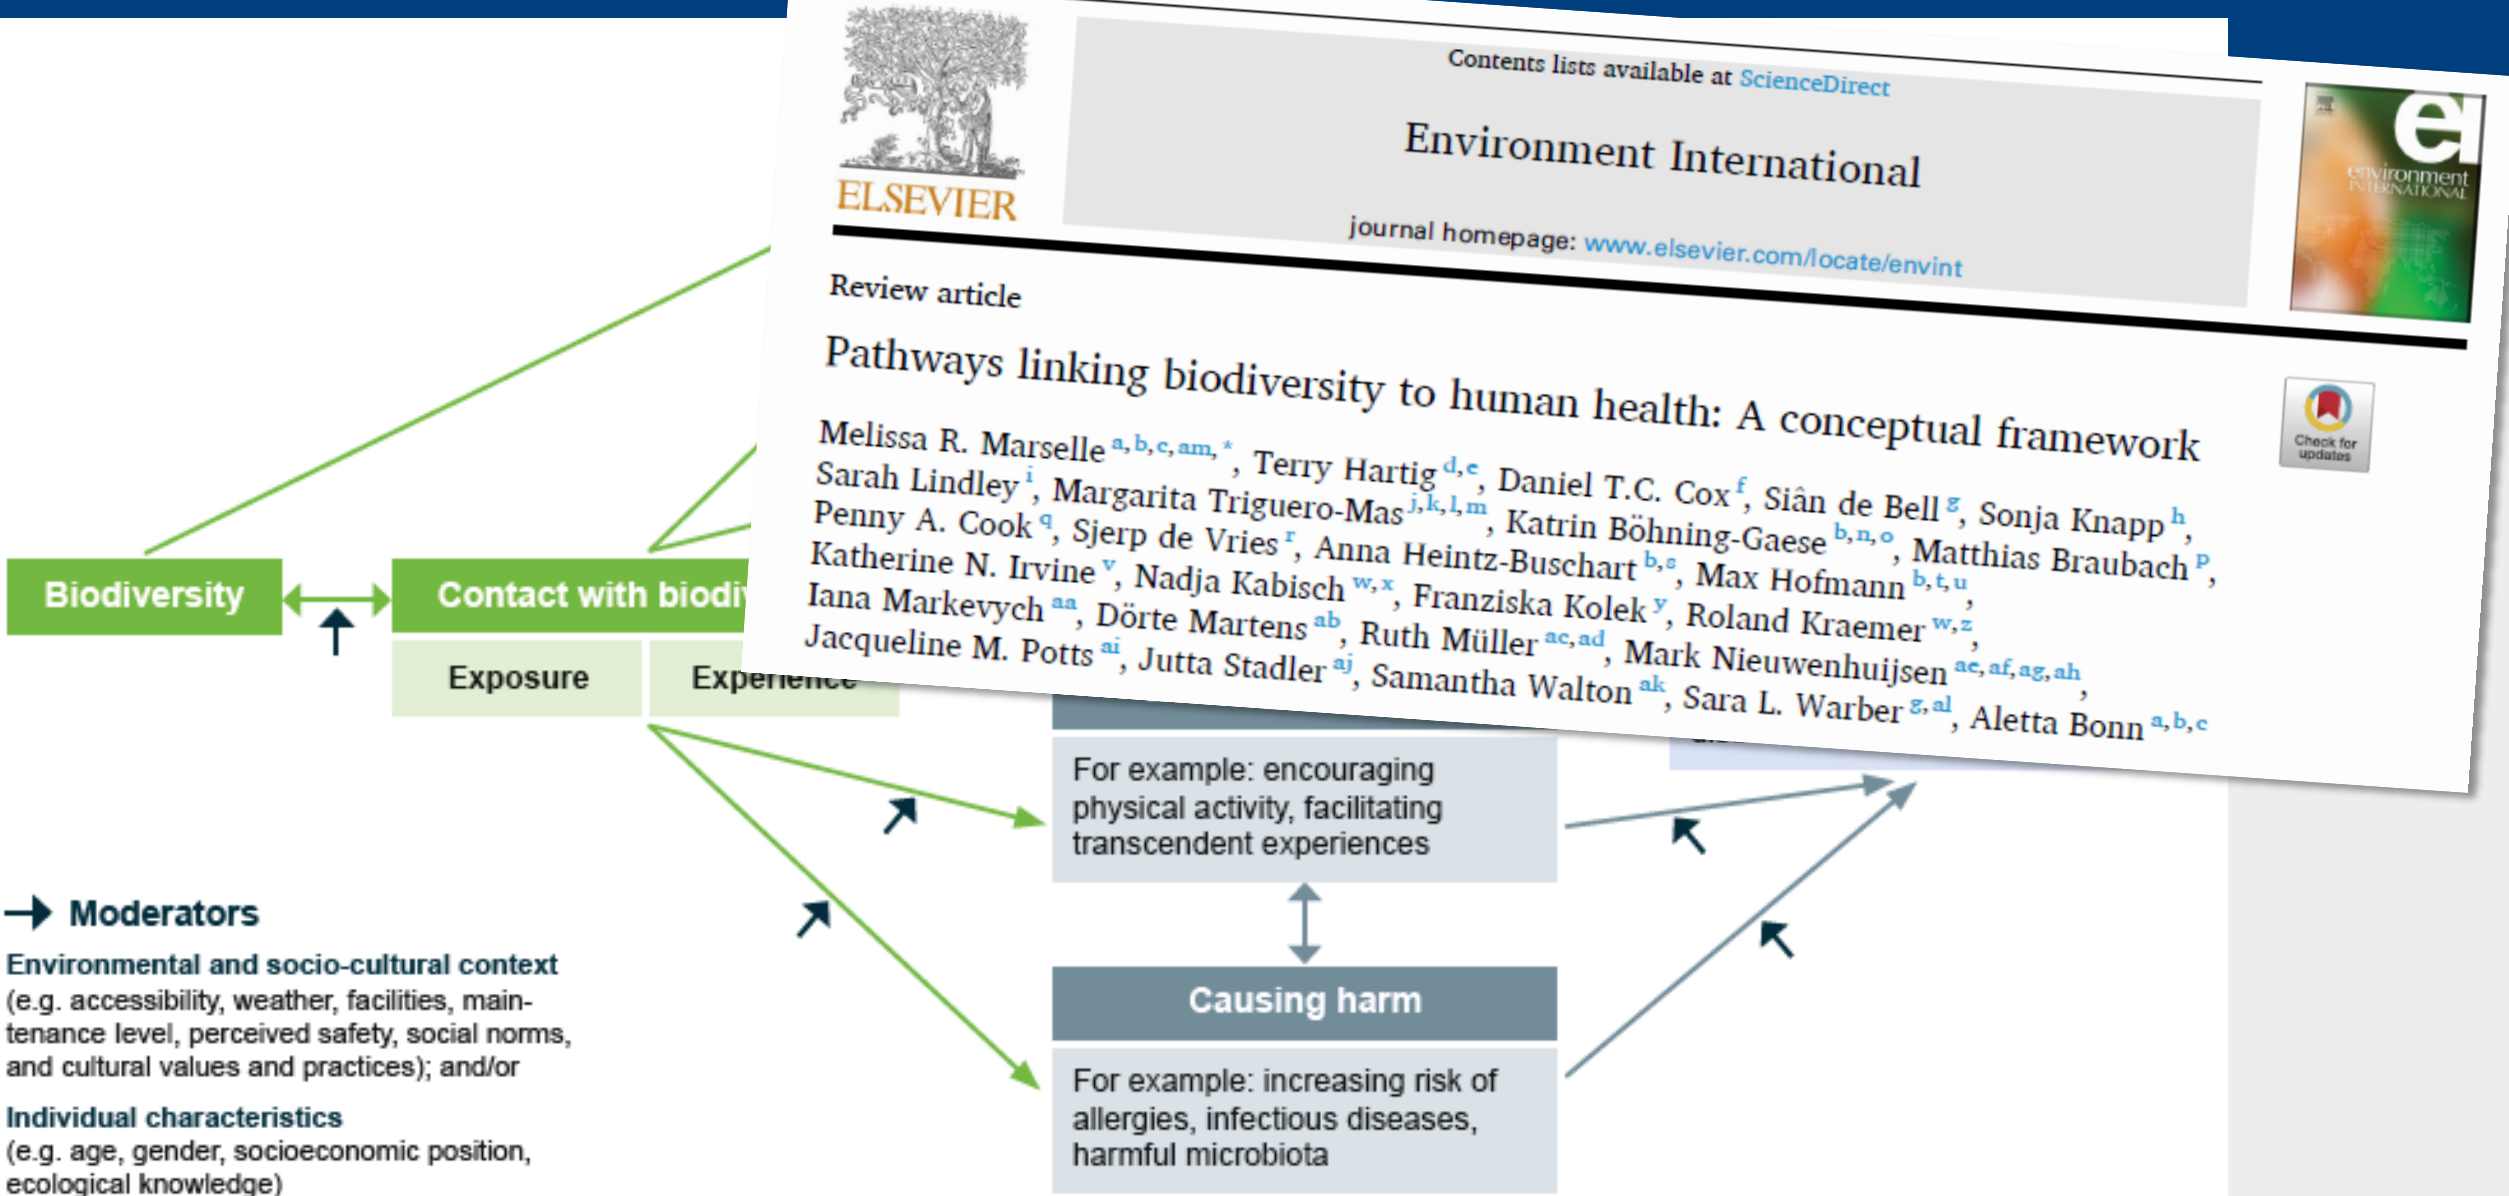 Contents lists available at ScienceDirect
Environment International
journal homepage: www.elsevier.com/locate/envint
ELSEVIER
ei
environment
INTERNATIONAL
Review article
Pathways linking biodiversity to human health: A conceptual framework
Check for
updates
Melissa R. Marselle a,b,c,am,*, Terry Hartig d,e, Daniel T.C. Cox f, Siân de Bell g, Sonja Knapp h,
Sarah Lindley i, Margarita Triguero-Mas j,k,l,m, Katrin Böhning-Gaese b,n,o, Matthias Braubach p,
Penny A. Cook q, Sjerp de Vries r, Anna Heintz-Buschart b,s, Max Hofmann b,t,u,
Katherine N. Irvine v, Nadja Kabisch w,x, Franziska Kolek y, Roland Kraemer w,z,
Iana Markevych aa, Dörte Martens ab, Ruth Müller ac,ad, Mark Nieuwenhuijsen ae,af,ag,ah,
Jacqueline M. Potts ai, Jutta Stadler aj, Samantha Walton ak, Sara L. Warber g,al, Aletta Bonn a,b,c
Biodiversity
Contact with biodiv
Exposure
Experience
For example: encouraging
physical activity, facilitating
transcendent experiences
Causing harm
For example: increasing risk of
allergies, infectious diseases,
harmful microbiota
Moderators
Environmental and socio-cultural context
(e.g. accessibility, weather, facilities, main-
tenance level, perceived safety, social norms,
and cultural values and practices); and/or
Individual characteristics
(e.g. age, gender, socioeconomic position,
ecological knowledge)